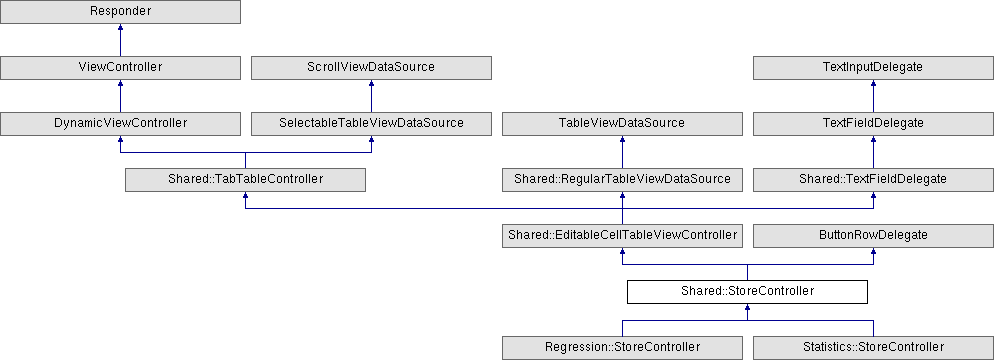 Responder
ViewController
ScrollViewDataSource
TextInputDelegate
DynamicViewController
SelectableTableViewDataSource
TableViewDataSource
TextFieldDelegate
Shared::TabTableController
Shared::RegularTableViewDataSource
Shared::TextFieldDelegate
Shared::EditableCellTableViewController
ButtonRowDelegate
Shared::StoreController
Regression::StoreController
Statistics::StoreController